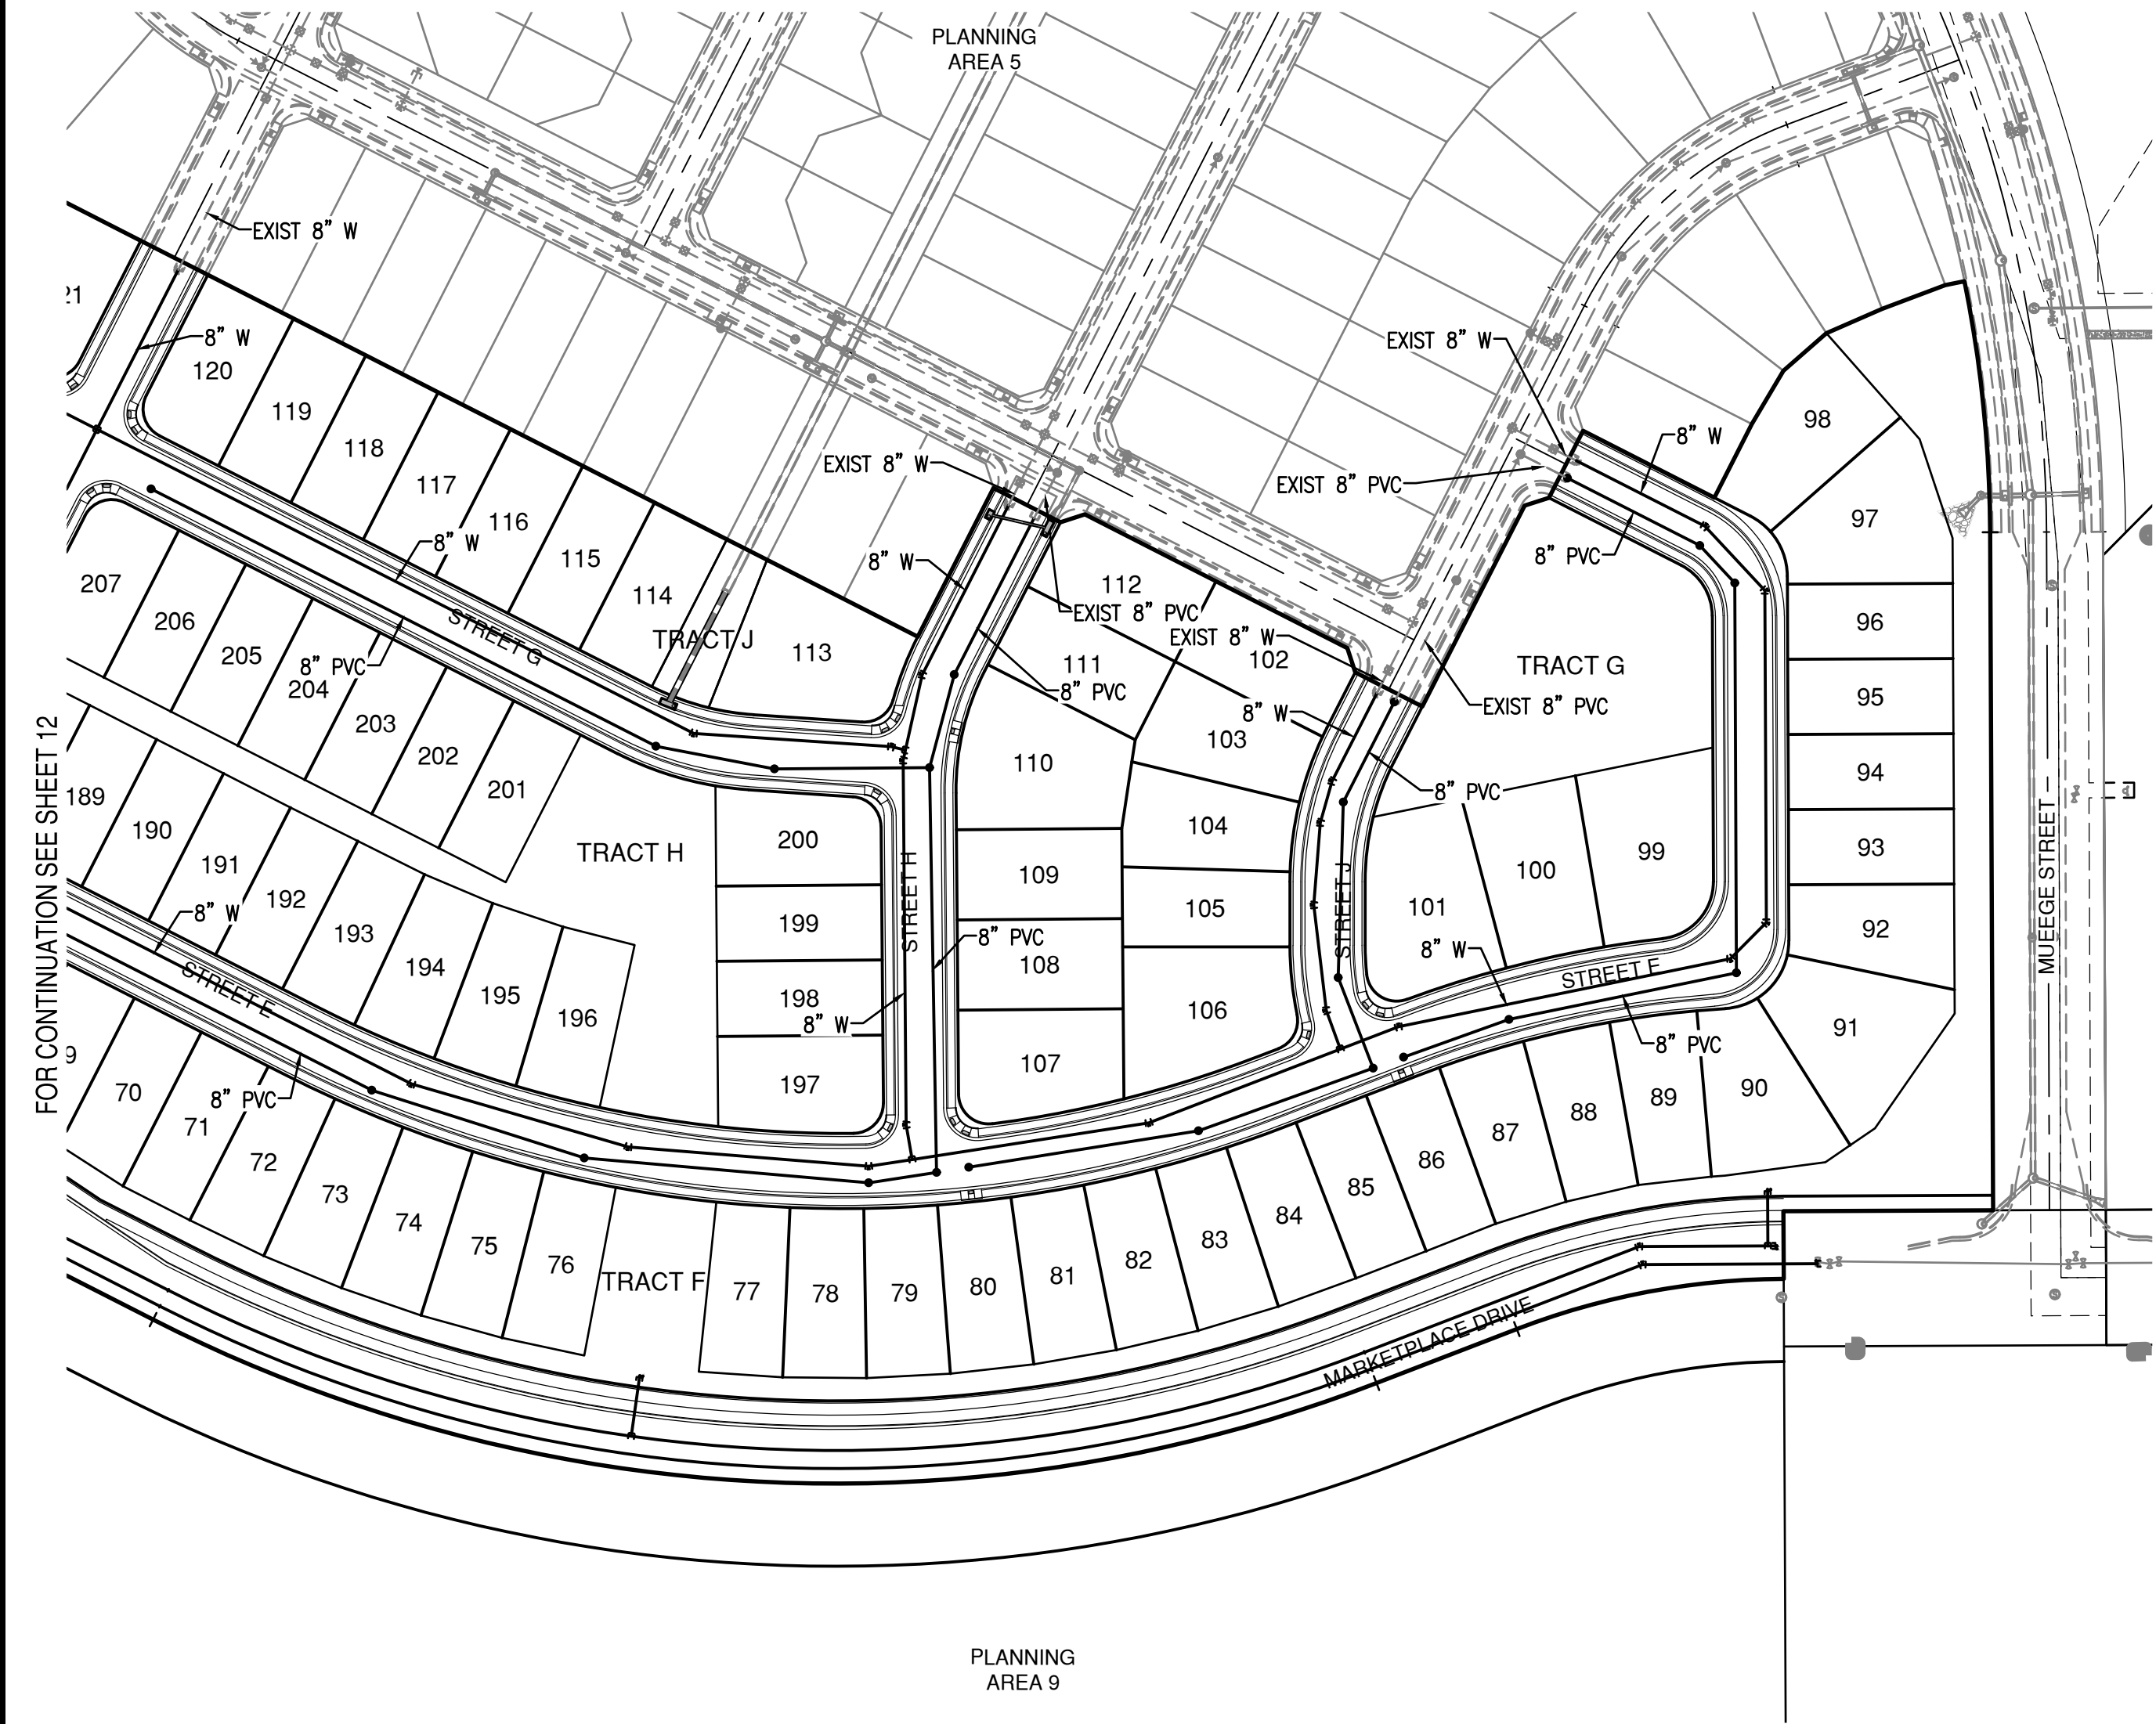 PLANNING
AREA 5
EXIST 8" W
21
8" W
120
119
118
117
116
115
114
TRACT J
113
8" W
STREET G
8" PVC
207
206
205
204
203
202
201
EXIST 8" W
8" W
EXIST 8" W
EXIST 8" PVC
8" W
8" PVC
98
97
96
95
94
93
92
91
TRACT G
112
EXIST 8" PVC
EXIST 8" W
102
111
8" PVC
EXIST 8" PVC
8" W
103
110
8" PVC
104
109
105
108
8" PVC
106
107
STREET J
101
100
99
8" W
STREET F
8" PVC
TRACT H
200
199
198
8" W
197
STREET H
189
190
191
192
193
194
195
196
8" W
STREET E
8" PVC
9
70
71
72
73
74
75
76
TRACT F
77
78
79
80
81
82
83
84
85
86
87
88
89
90
MUEEGE STREET
MARKETPLACE DRIVE
FOR CONTINUATION SEE SHEET 12
PLANNING
AREA 9